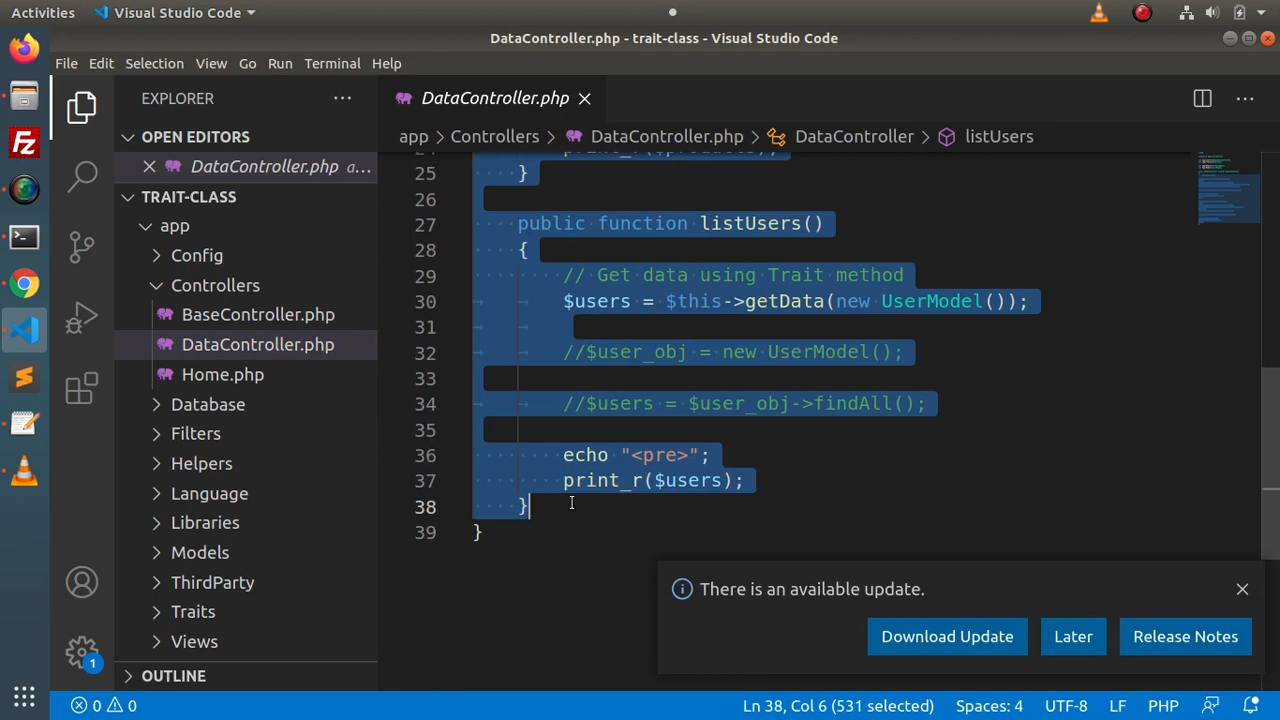 Activities
Visual Studio Code
DataController.php - trait-class - Visual Studio Code
File Edit Selection View Go Run Terminal Help
EXPLORER
OPEN EDITORS
DataController.php a...
TRAIT-CLASS
app
Config
Controllers
BaseController.php
DataController.php
Home.php
Database
Filters
Helpers
Language
Libraries
Models
ThirdParty
Traits
Views
OUTLINE
1
DataController.php
app > Controllers > DataController.php > DataController > listUsers
24 print_r($products);
25 }
26
27 public function listUsers()
28 {
29 // Get data using Trait method
30 $users = $this->getData(new UserModel());
31
32 //$user_obj = new UserModel();
33
34 //$users = $user_obj->findAll();
35
36 echo "<pre>";
37 print_r($users);
38 }
39 }
There is an available update.
Download Update
Later
Release Notes
0 0
Ln 38, Col 6 (531 selected) Spaces: 4 UTF-8 LF PHP